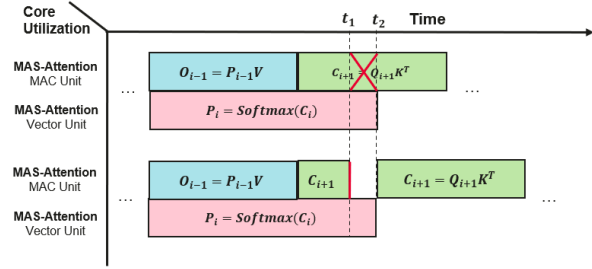 Core
Utilization
t₁
t₂
Time
MAS-Attention
MAC Unit
MAS-Attention
Vector Unit
...
Oᵢ₋₁ = Pᵢ₋₁V
Cᵢ₊₁ = Qᵢ₊₁Kᵀ
...
Pᵢ = Softmax(Cᵢ)
MAS-Attention
MAC Unit
MAS-Attention
Vector Unit
...
Oᵢ₋₁ = Pᵢ₋₁V
Cᵢ₊₁
Cᵢ₊₁ = Qᵢ₊₁Kᵀ
...
Pᵢ = Softmax(Cᵢ)